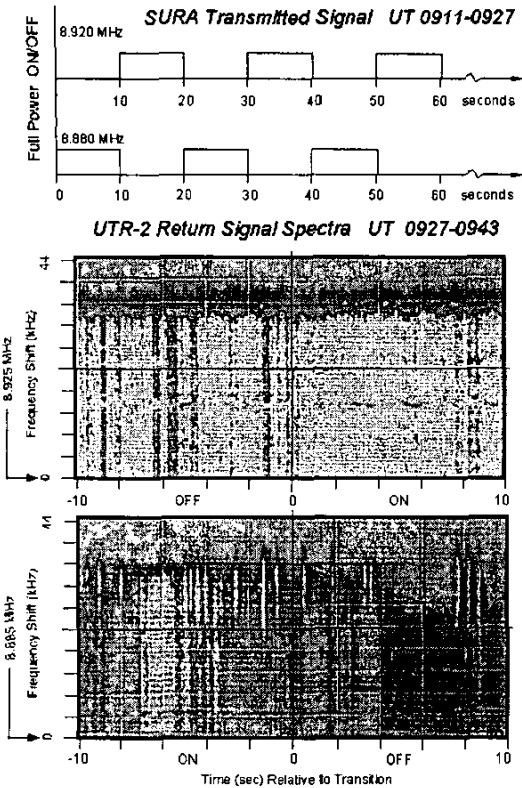 SURA Transmitted Signal UT 0911-0927
Full Power ON/OFF
8.920 MHz
10 20 30 40 50 60 seconds
8.880 MHz
0 10 20 30 40 50 60 seconds
UTR-2 Return Signal Spectra UT 0927-0943
8.925 MHz
Frequency Shift (kHz)
44
0
-10 OFF 0 ON 10
8.885 MHz
Frequency Shift (kHz)
44
0
-10 ON 0 OFF 10
Time (sec) Relative to Transition